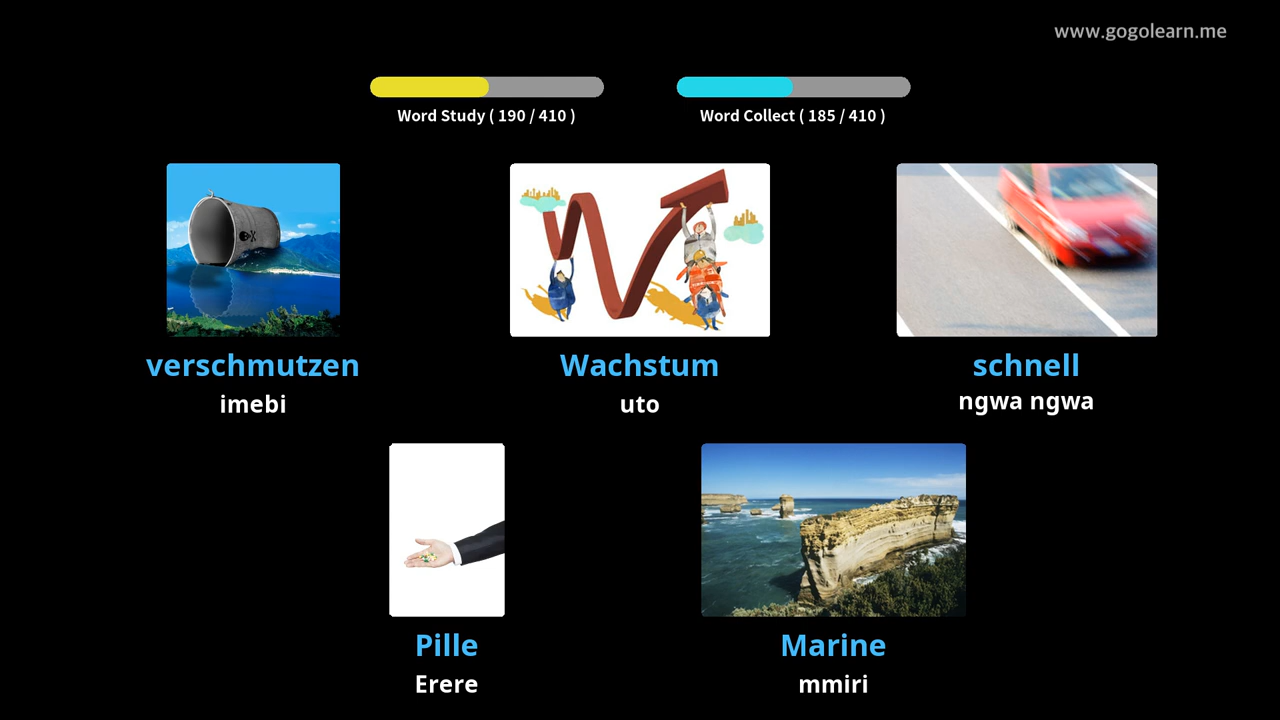 www.gogolearn.me
Word Study ( 190 / 410 )
Word Collect ( 185 / 410 )
verschmutzen
imebi
Wachstum
uto
schnell
ngwa ngwa
Pille
Erere
Marine
mmiri